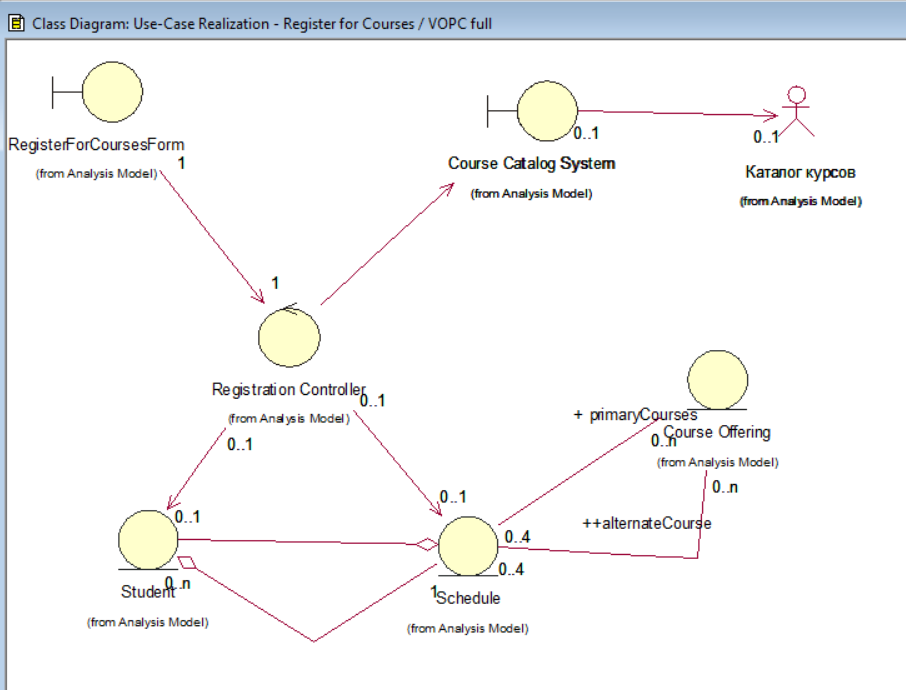 Class Diagram: Use-Case Realization - Register for Courses / VOPC full
RegisterForCoursesForm
(from Analysis Model)
1
1
Course Catalog System
(from Analysis Model)
0..1
0..1
Каталог курсов
(from Analysis Model)
Registration Controller
(from Analysis Model)
0..1
0..1
0..1
0..1
+ primaryCourses
0..n
Course Offering
(from Analysis Model)
0..n
++alternateCourse
0..4
0..4
Student
0..n
(from Analysis Model)
1
Schedule
(from Analysis Model)